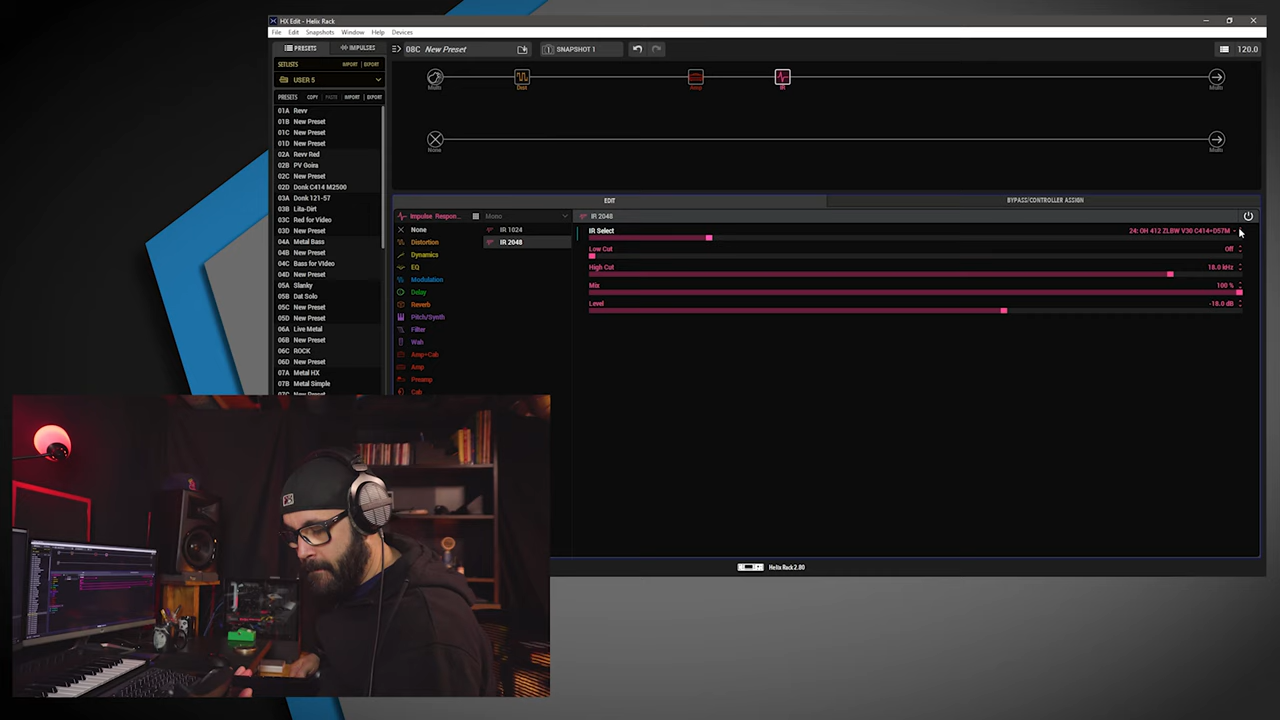 HX Edit - Helix Rack
File Edit Snapshots Window Help Devices
PRESETS IMPULSES
08C New Preset
1 SNAPSHOT 1
120.0
SETLISTS IMPORT EXPORT
USER 5
PRESETS COPY PASTE IMPORT EXPORT
01A Revv
01B New Preset
01C New Preset
01D New Preset
02A Revv Red
02B PV Goira
02C New Preset
02D Donk C414 M2500
03A Donk 121-57
03B Lita-Dirt
03C Red for Video
03D New Preset
04A Metal Bass
04B New Preset
04C Bass for VIdeo
04D New Preset
05A Slanky
05B Dat Solo
05C New Preset
05D New Preset
06A Live Metal
06B New Preset
06C ROCK
06D New Preset
07A Metal HX
07B Metal Simple
Multi Dist Amp IR Multi
None Multi
EDIT BYPASS/CONTROLLER ASSIGN
Impulse Respon... Mono IR 2048
None
Distortion
Dynamics
EQ
Modulation
Delay
Reverb
Pitch/Synth
Filter
Wah
Amp+Cab
Amp
Preamp
Cab
IR 1024
IR 2048
IR Select 24: OH 412 ZLBW V30 C414+D57M
Low Cut Off
High Cut 18.0 kHz
Mix 100 %
Level -18.0 dB
Helix Rack 2.80